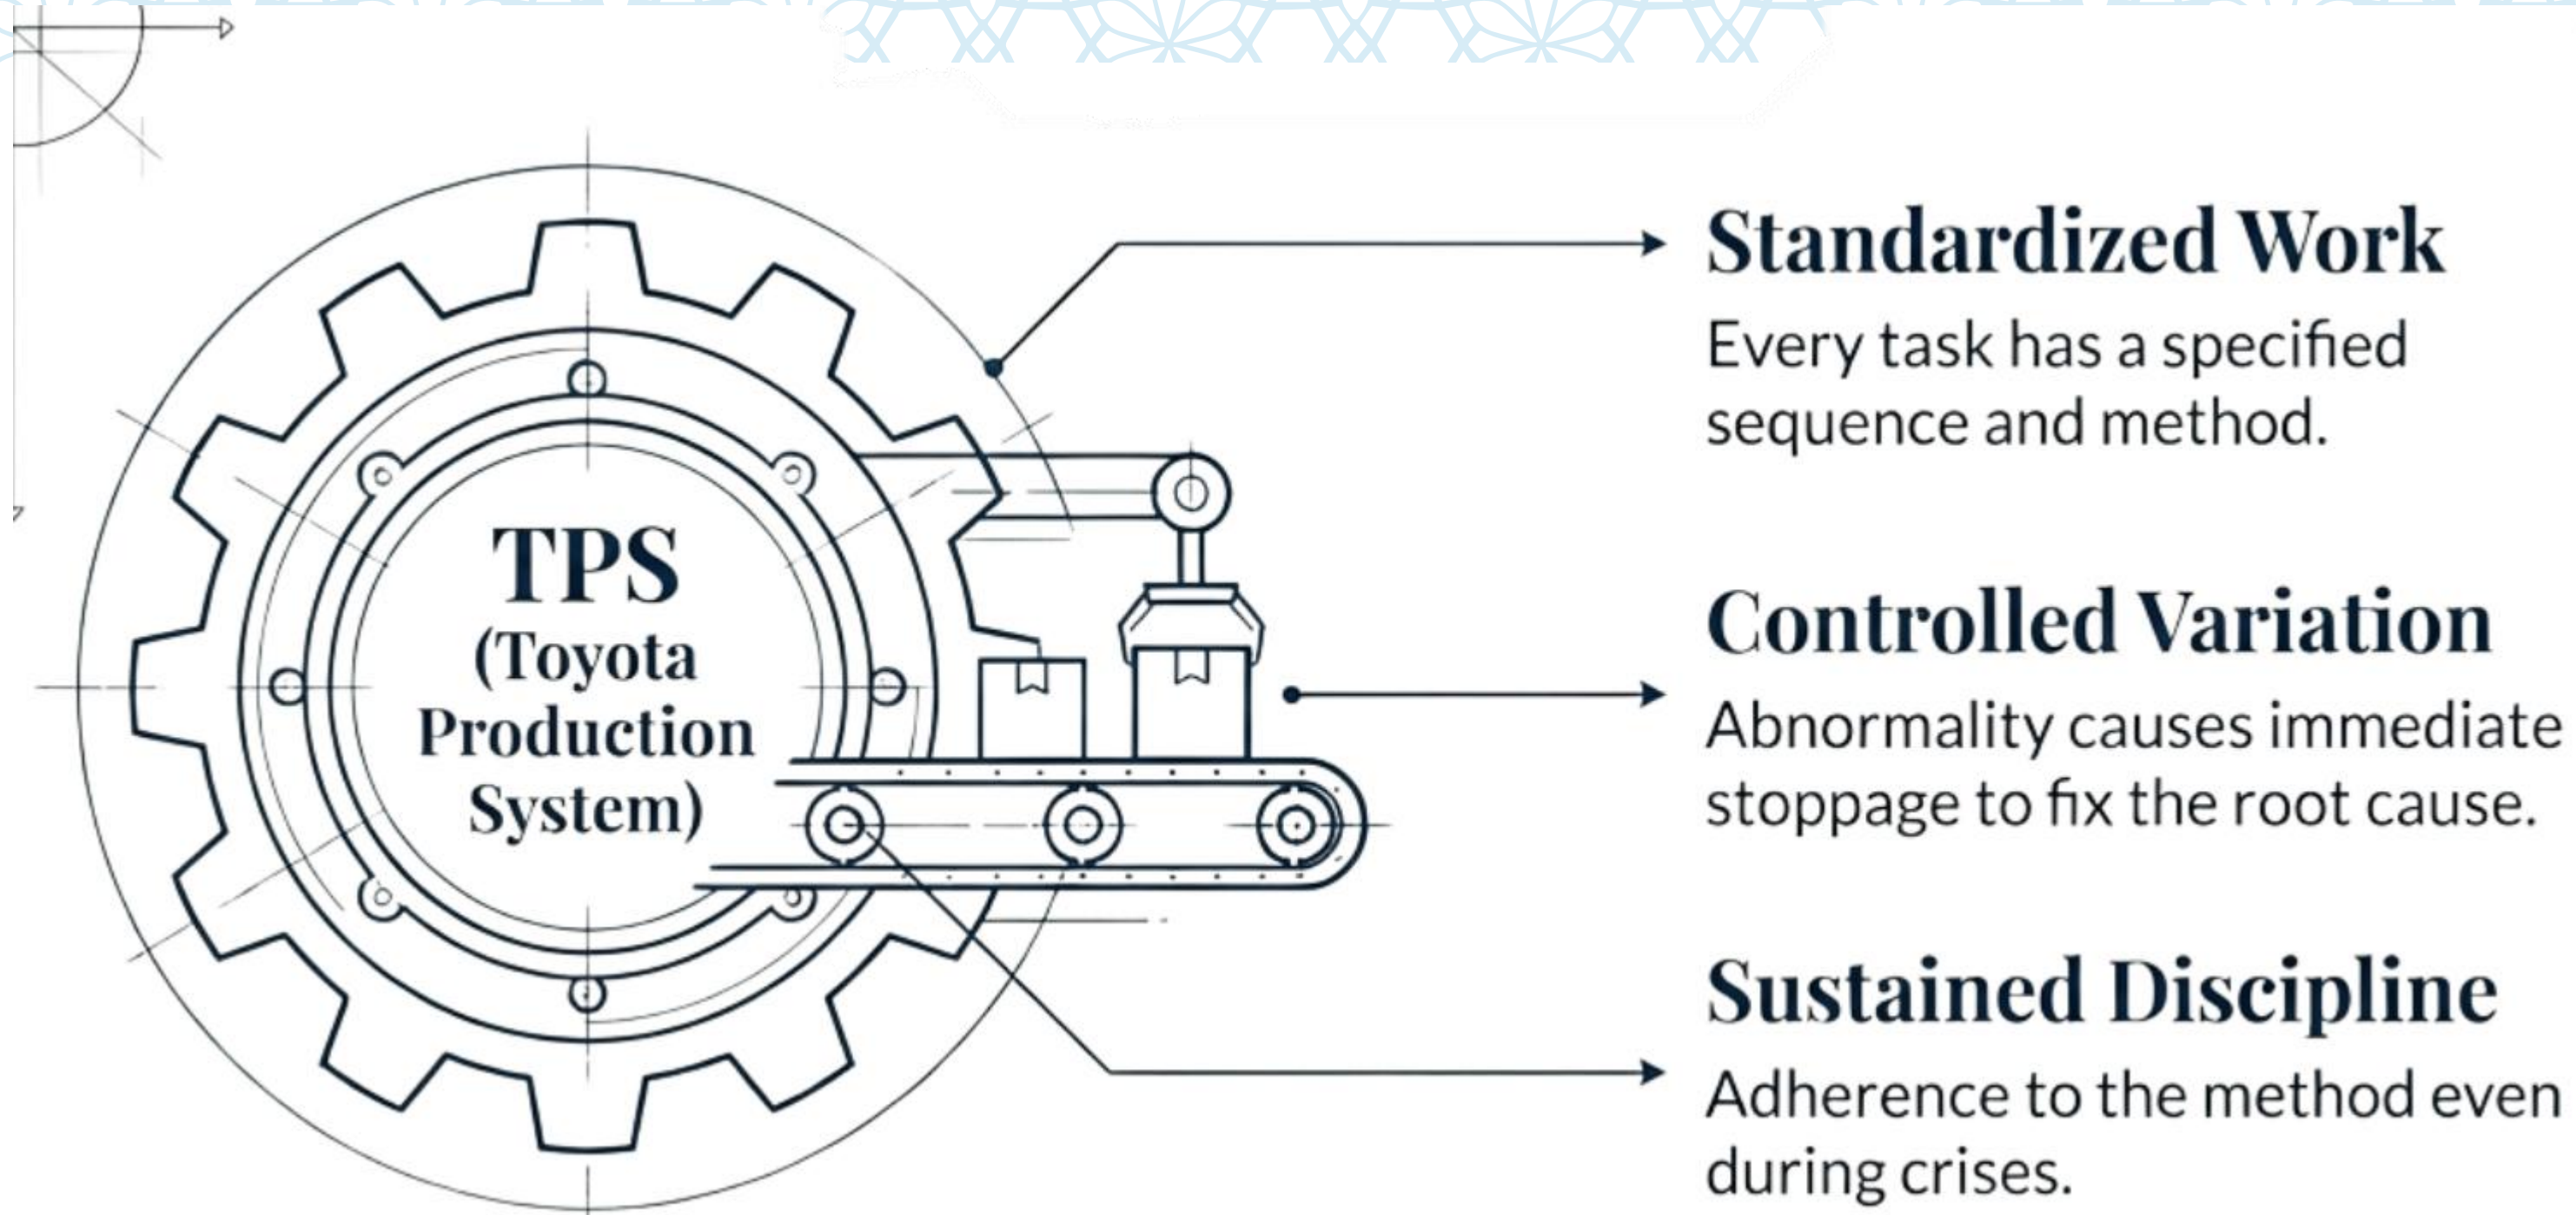 TPS
(Toyota
Production
System)
Standardized Work
Every task has a specified
sequence and method.
Controlled Variation
Abnormality causes immediate
stoppage to fix the root cause.
Sustained Discipline
Adherence to the method even
during crises.